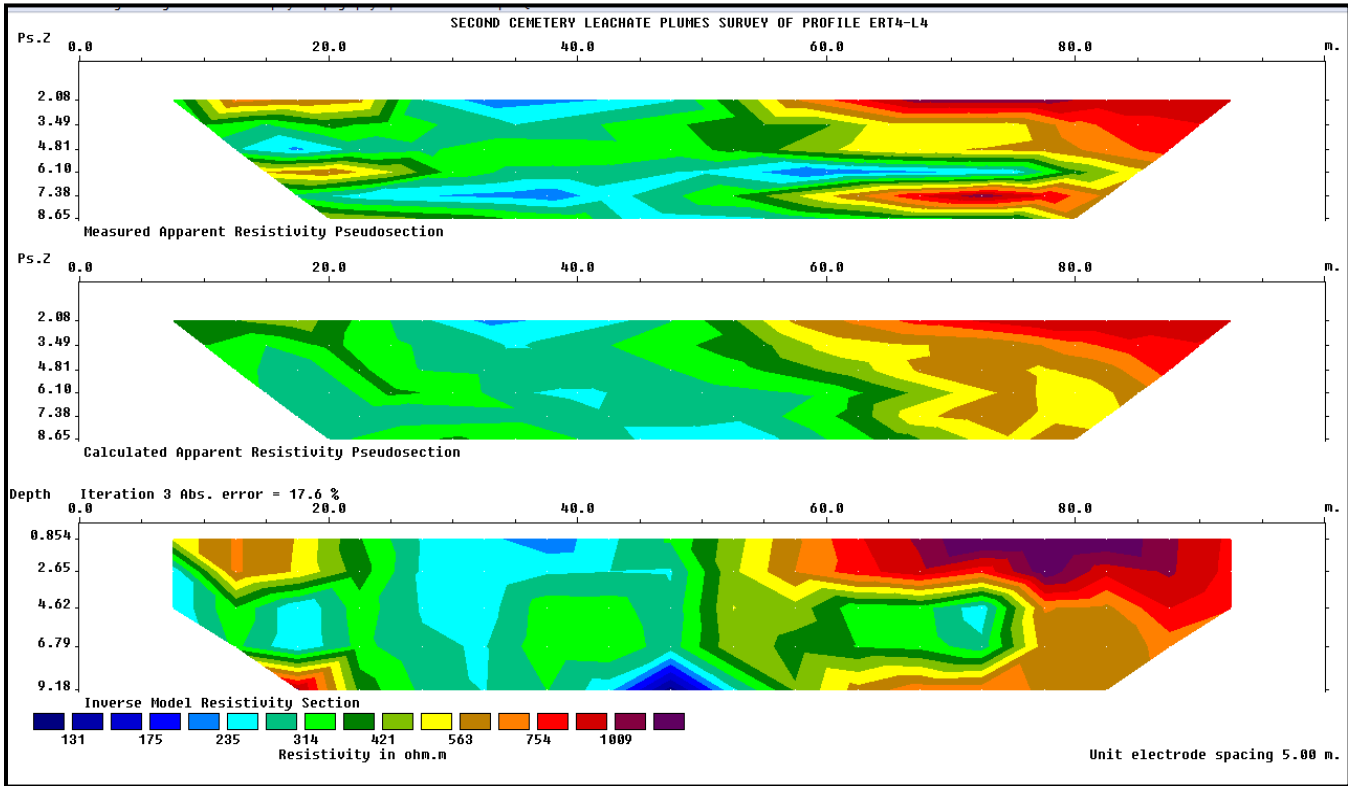 SECOND CEMETERY LEACHATE PLUMES SURVEY OF PROFILE ERT4-L4
Ps.Z 0.0 20.0 40.0 60.0 80.0 m.
2.08
3.49
4.81
6.10
7.38
8.65
Measured Apparent Resistivity Pseudosection
Ps.Z 0.0 20.0 40.0 60.0 80.0 m.
2.08
3.49
4.81
6.10
7.38
8.65
Calculated Apparent Resistivity Pseudosection
Depth Iteration 3 Abs. error = 17.6 %
0.0 20.0 40.0 60.0 80.0 m.
0.854
2.65
4.62
6.79
9.18
Inverse Model Resistivity Section
131 175 235 314 421 563 754 1009
Resistivity in ohm.m Unit electrode spacing 5.00 m.